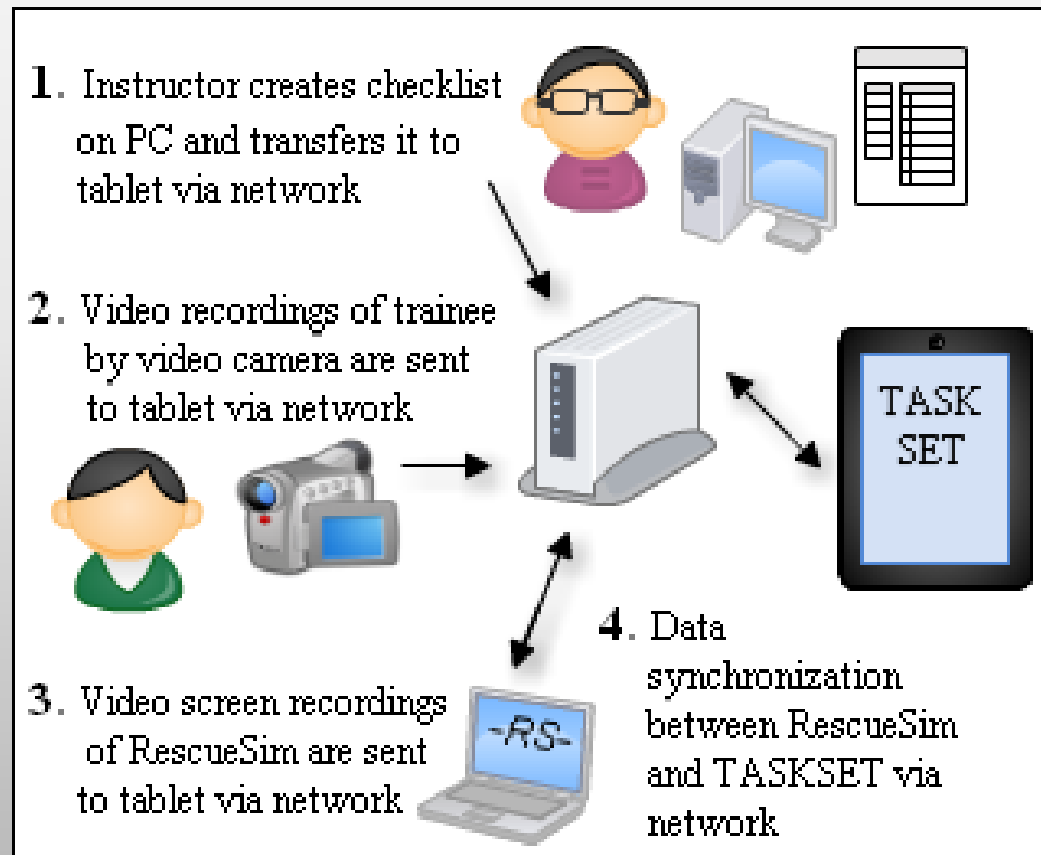 1. Instructor creates checklist
on PC and transfers it to
tablet via network
2. Video recordings of trainee
by video camera are sent
to tablet via network
TASK
SET
3. Video screen recordings
of RescueSim are sent
to tablet via network
-RS-
4. Data
synchronization
between RescueSim
and TASKSET via
network